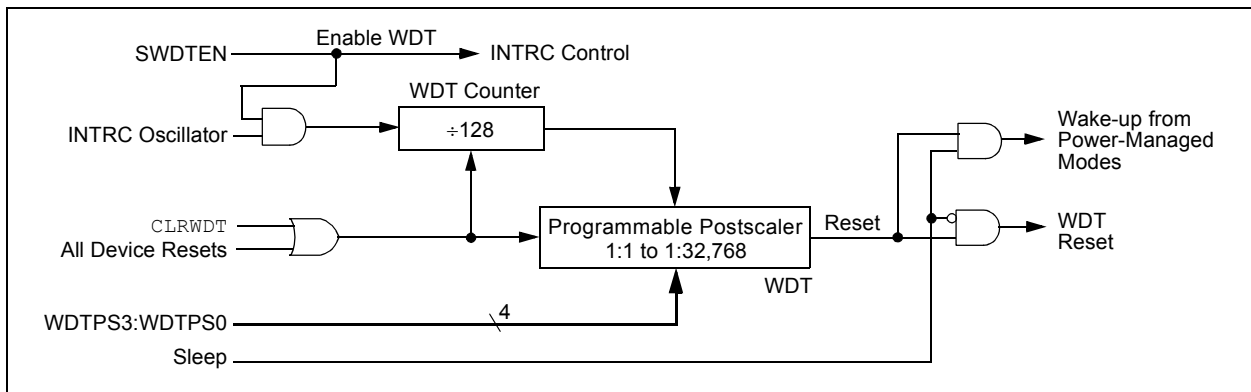 Enable WDT
SWDTEN
INTRC Control
WDT Counter
INTRC Oscillator
÷128
Wake-up from
Power-Managed
Modes
CLRWDT
All Device Resets
Programmable Postscaler
1:1 to 1:32,768
Reset
WDT
Reset
WDT
4
WDTPS3:WDTPS0
Sleep